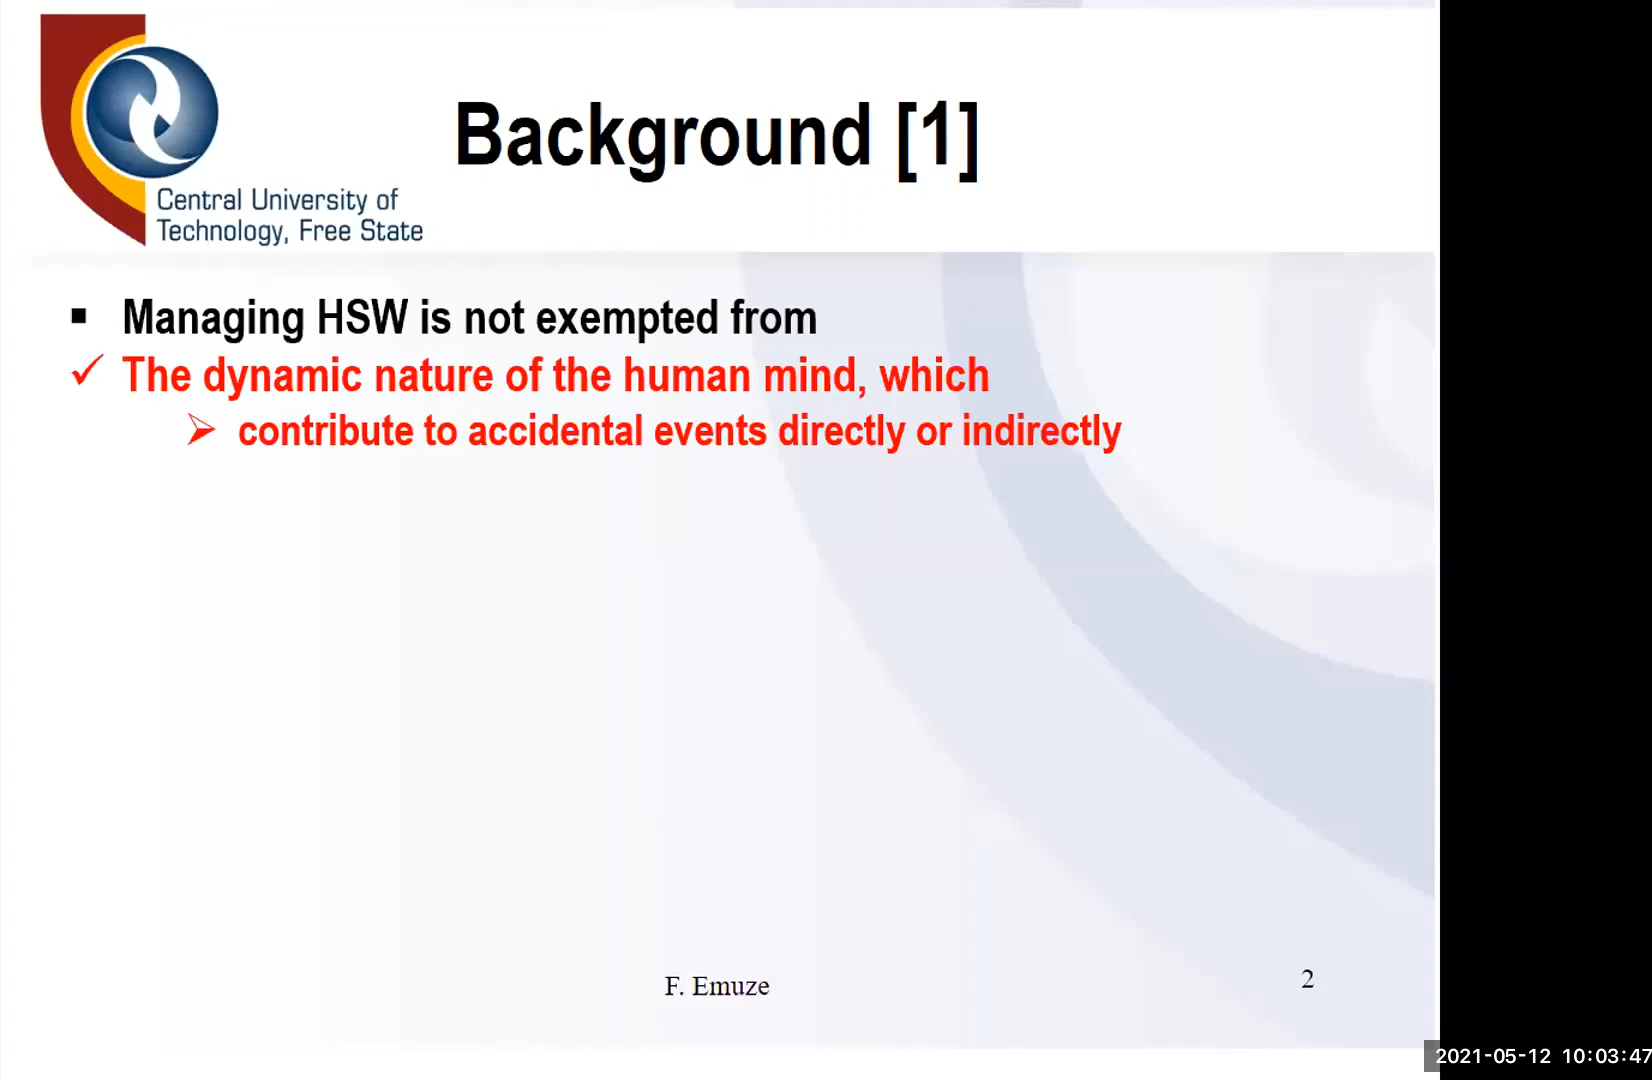 Background [1]
Central University of
Technology, Free State
Managing HSW is not exempted from
The dynamic nature of the human mind, which
contribute to accidental events directly or indirectly
F. Emuze
2
2021-05-12 10:03:47